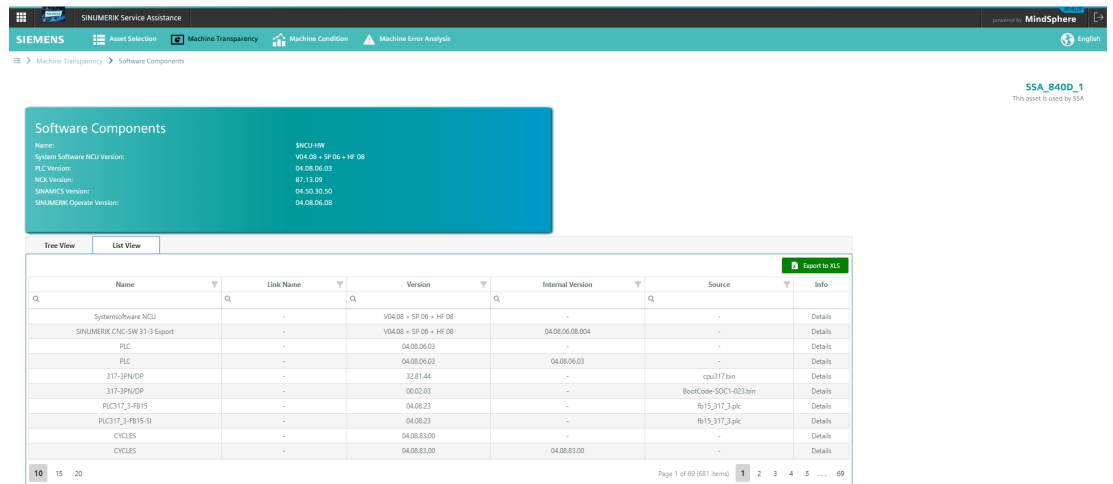 SINUMERIK Service Assistance
powered by MindSphere
SIEMENS Asset Selection Machine Transparency Machine Condition Machine Error Analysis English
Machine Transparency Software Components
SSA_840D_1
This asset is used by SSA
Software Components
Name: $NCU-HW
System Software NCU Version: V04.08 + SP 06 + HF 08
PLC Version: 04.08.06.03
NCK Version: 87.13.09
SINAMICS Version: 04.50.30.50
SINUMERIK Operate Version: 04.08.06.08
Tree View List View
Export to XLS
Name Link Name Version Internal Version Source Info
Systemsoftware NCU - V04.08 + SP 06 + HF 08 - - Details
SINUMERIK CNC-SW 31-3 Export - V04.08 + SP 06 + HF 08 04.08.06.08.004 - Details
PLC - 04.08.06.03 - - Details
PLC - 04.08.06.03 04.08.06.03 - Details
317-3PN/DP - 32.81.44 - cpu317.bin Details
317-3PN/DP - 00.02.03 - BootCode-SOC1-023.bin Details
PLC317_3-FB15 - 04.08.23 - fb15_317_3.plc Details
PLC317_3-FB15-SI - 04.08.23 - fb15_317_3.plc Details
CYCLES - 04.08.83.00 - - Details
CYCLES - 04.08.83.00 04.08.83.00 - Details
10 15 20 Page 1 of 69 (681 items) 1 2 3 4 5 ... 69